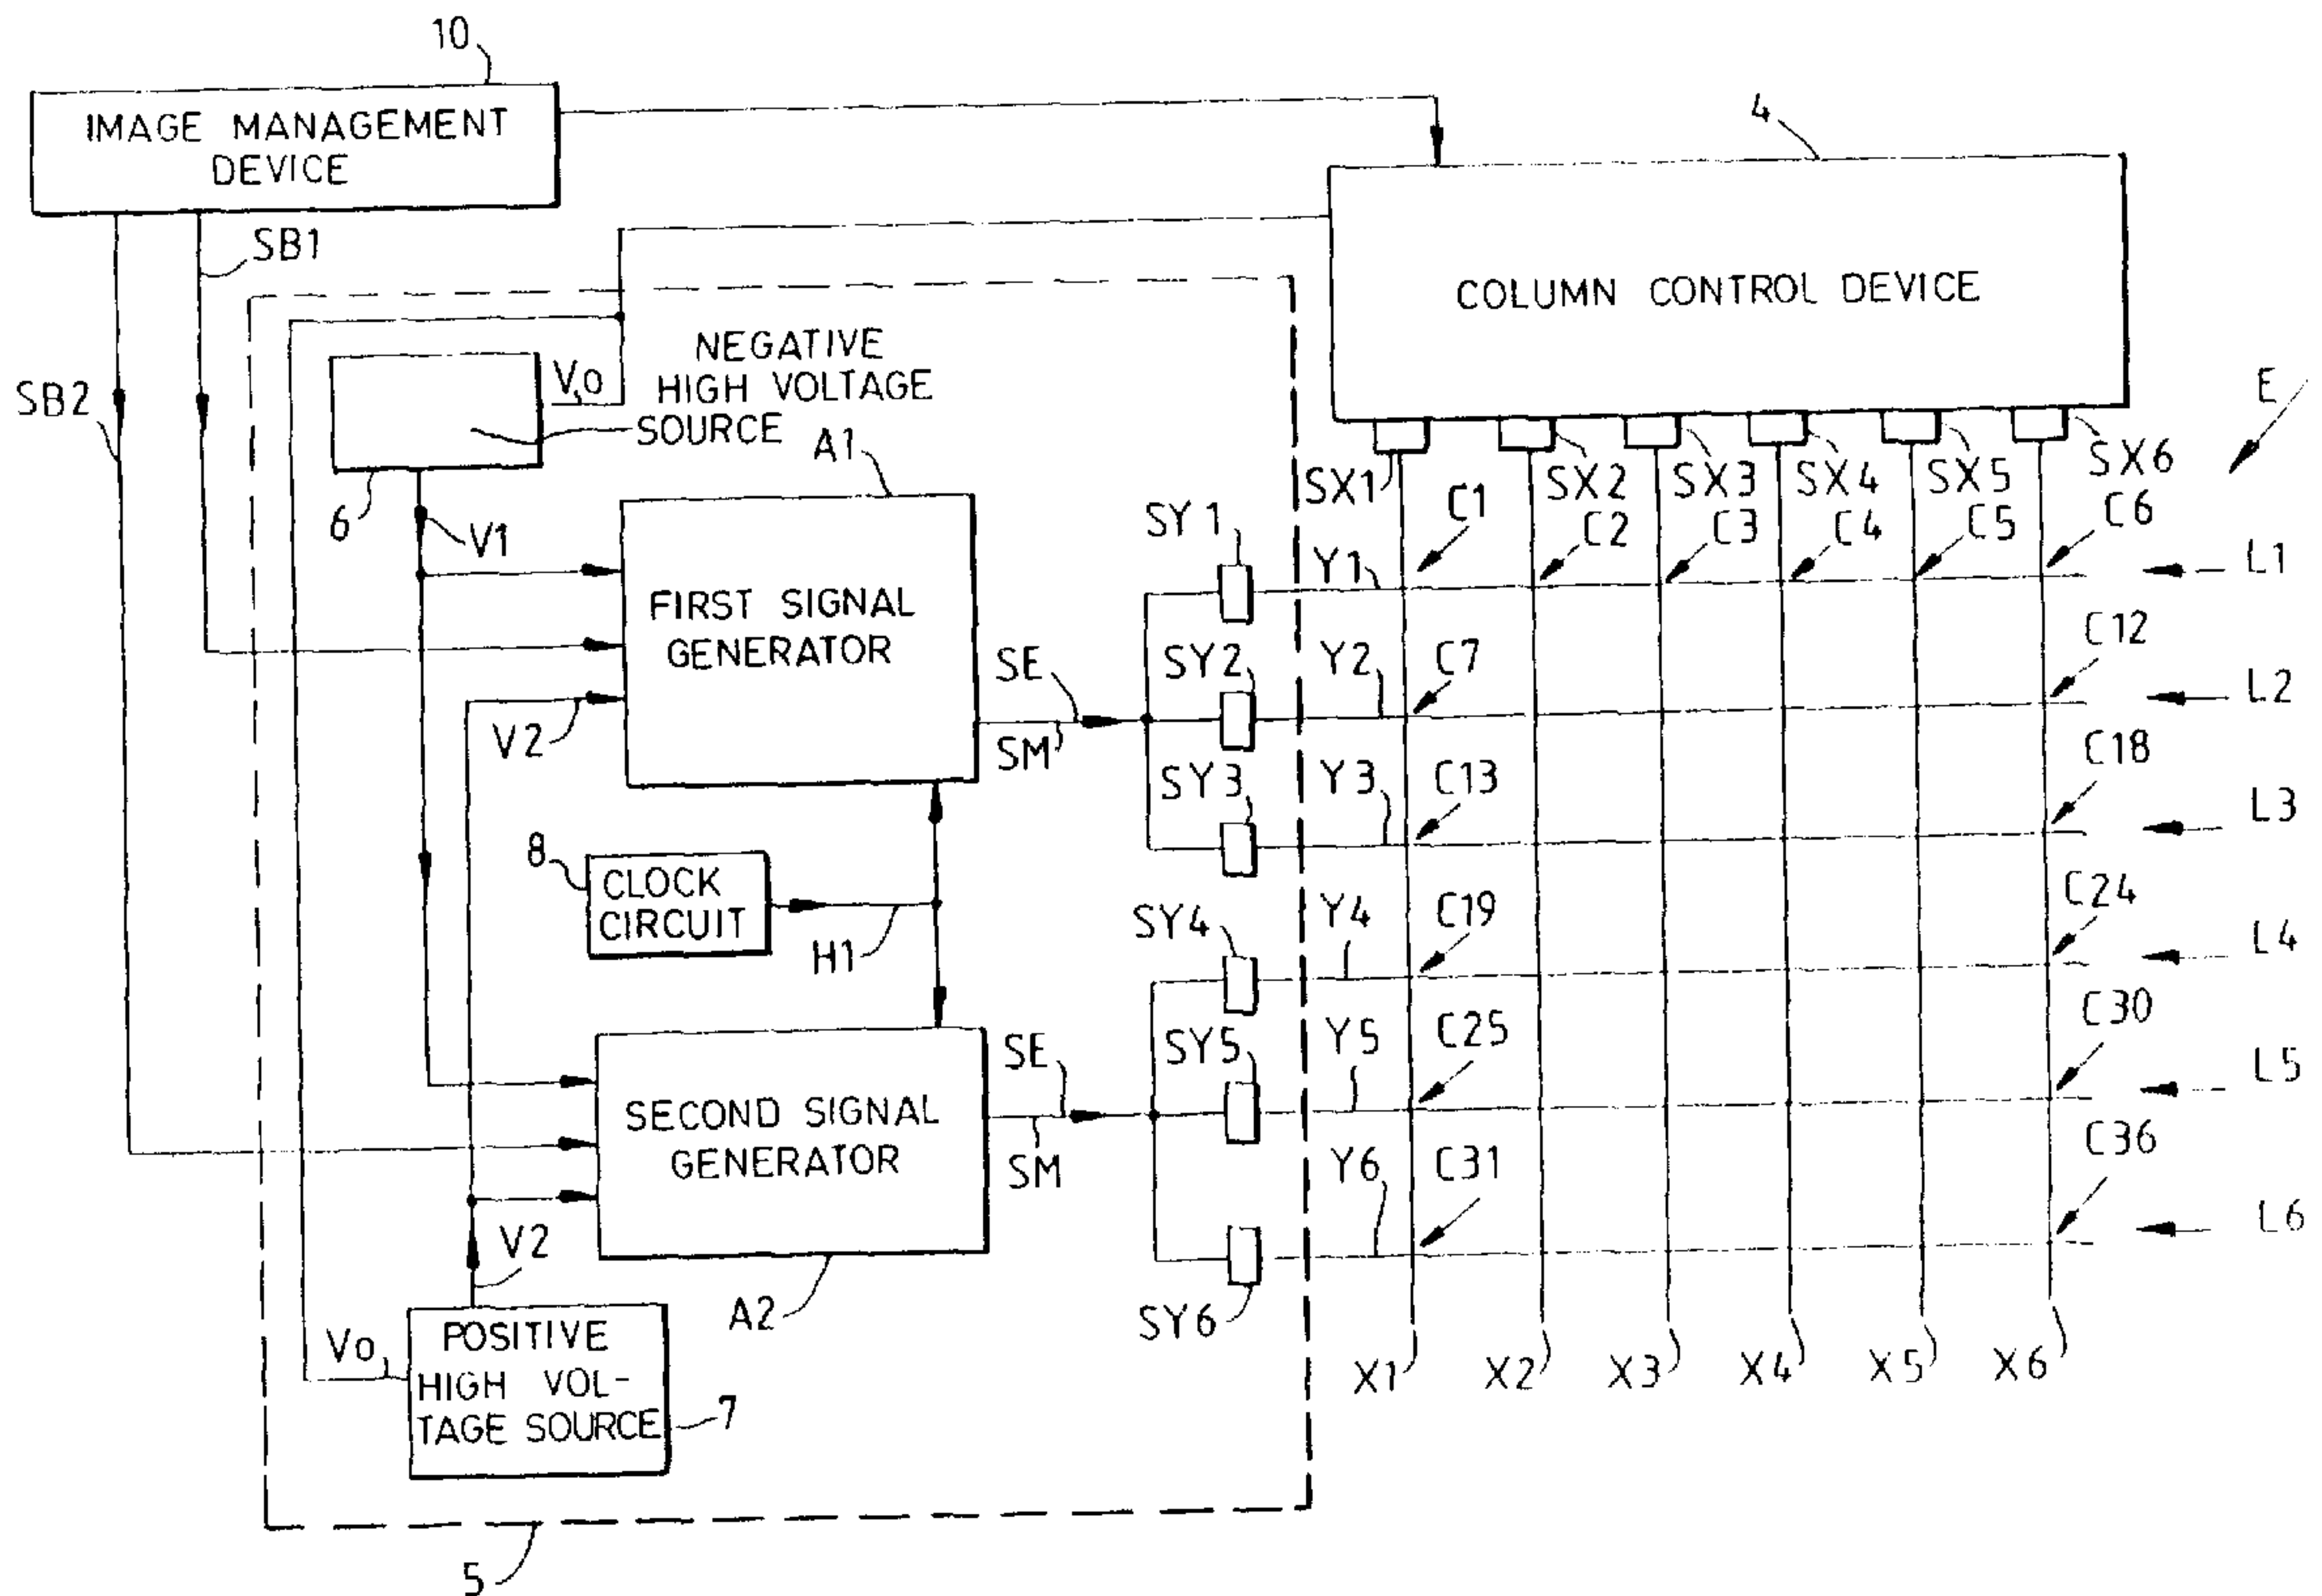 10
IMAGE MANAGEMENT
DEVICE
4
COLUMN CONTROL DEVICE
SB1
SB2
NEGATIVE
HIGH VOLTAGE
SOURCE
Vo
6
V1
A1
FIRST SIGNAL
GENERATOR
V2
SE
SM
8
CLOCK
CIRCUIT
H1
SECOND SIGNAL
GENERATOR
SE
SM
A2
V2
Vo
POSITIVE
HIGH VOL-
TAGE SOURCE
7
5
SY1
SY2
SY3
SY4
SY5
SY6
SX1
SX2
SX3
SX4
SX5
SX6
E
C1
C2
C3
C4
C5
C6
Y1
L1
Y2
C7
C12
L2
Y3
C13
C18
L3
Y4
C19
C24
L4
Y5
C25
C30
L5
Y6
C31
C36
L6
X1
X2
X3
X4
X5
X6